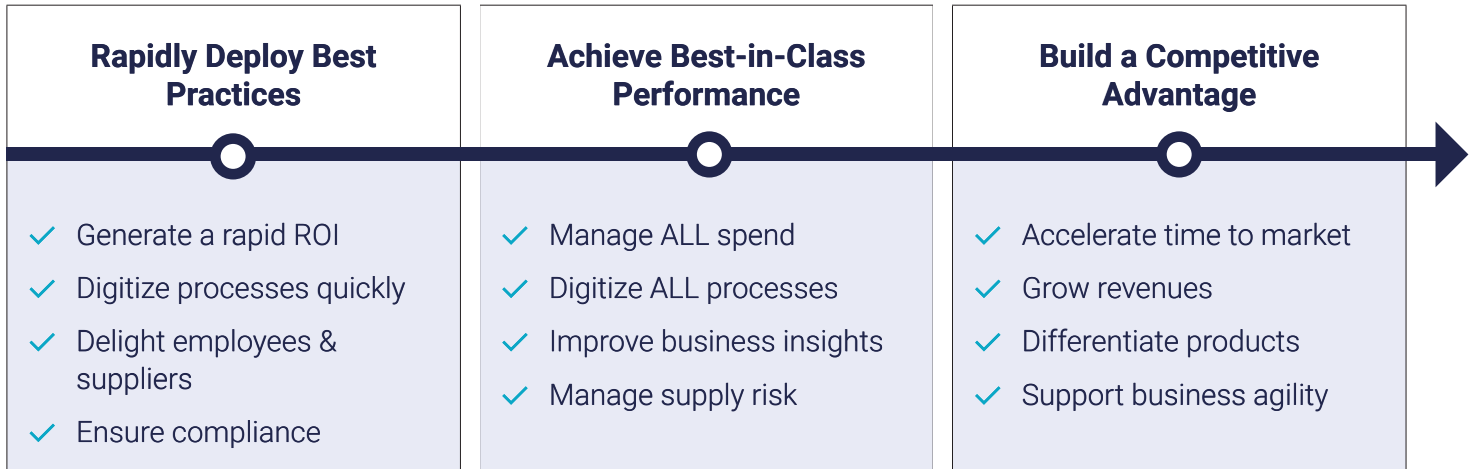 Rapidly Deploy Best
Practices
Generate a rapid ROI
Digitize processes quickly
Delight employees &
suppliers
Ensure compliance
Achieve Best-in-Class
Performance
Manage ALL spend
Digitize ALL processes
Improve business insights
Manage supply risk
Build a Competitive
Advantage
Accelerate time to market
Grow revenues
Differentiate products
Support business agility